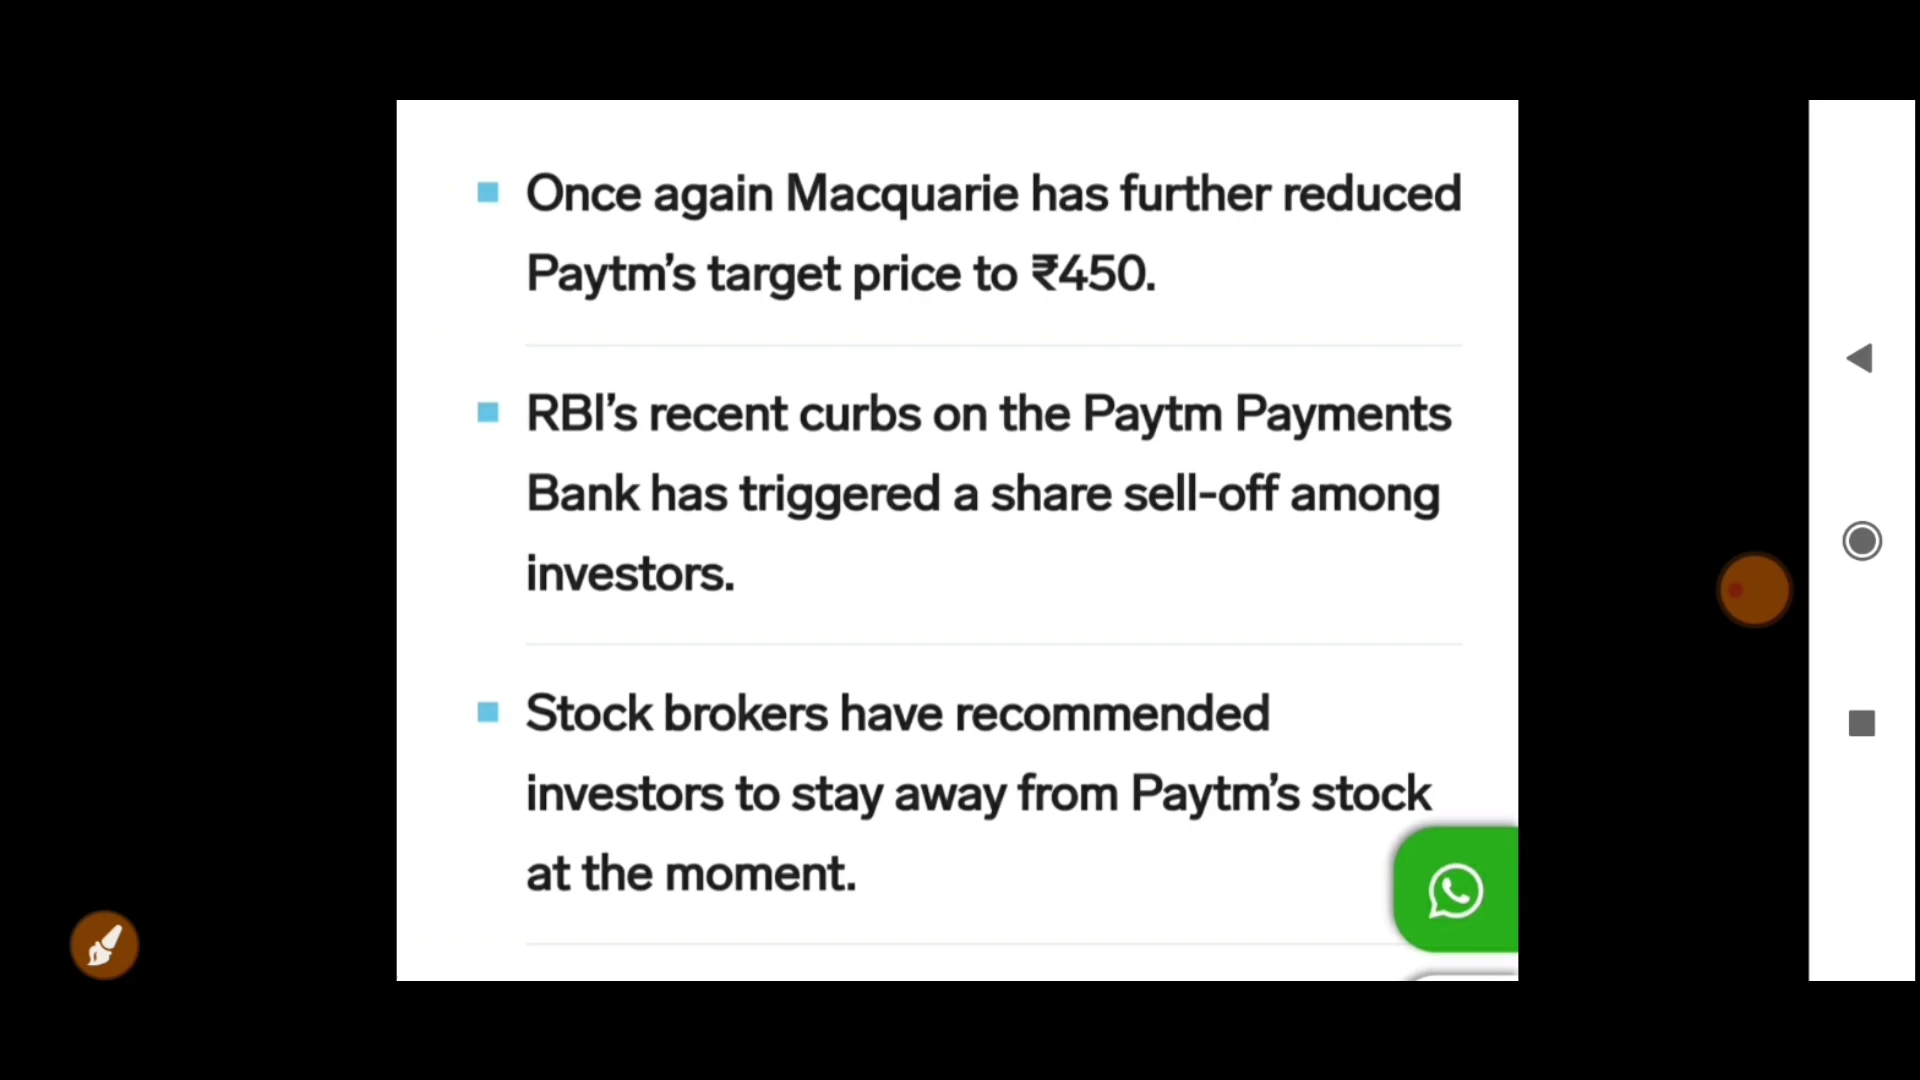 Once again Macquarie has further reduced
Paytm’s target price to ₹450.
RBI’s recent curbs on the Paytm Payments
Bank has triggered a share sell-off among
investors.
Stock brokers have recommended
investors to stay away from Paytm’s stock
at the moment.